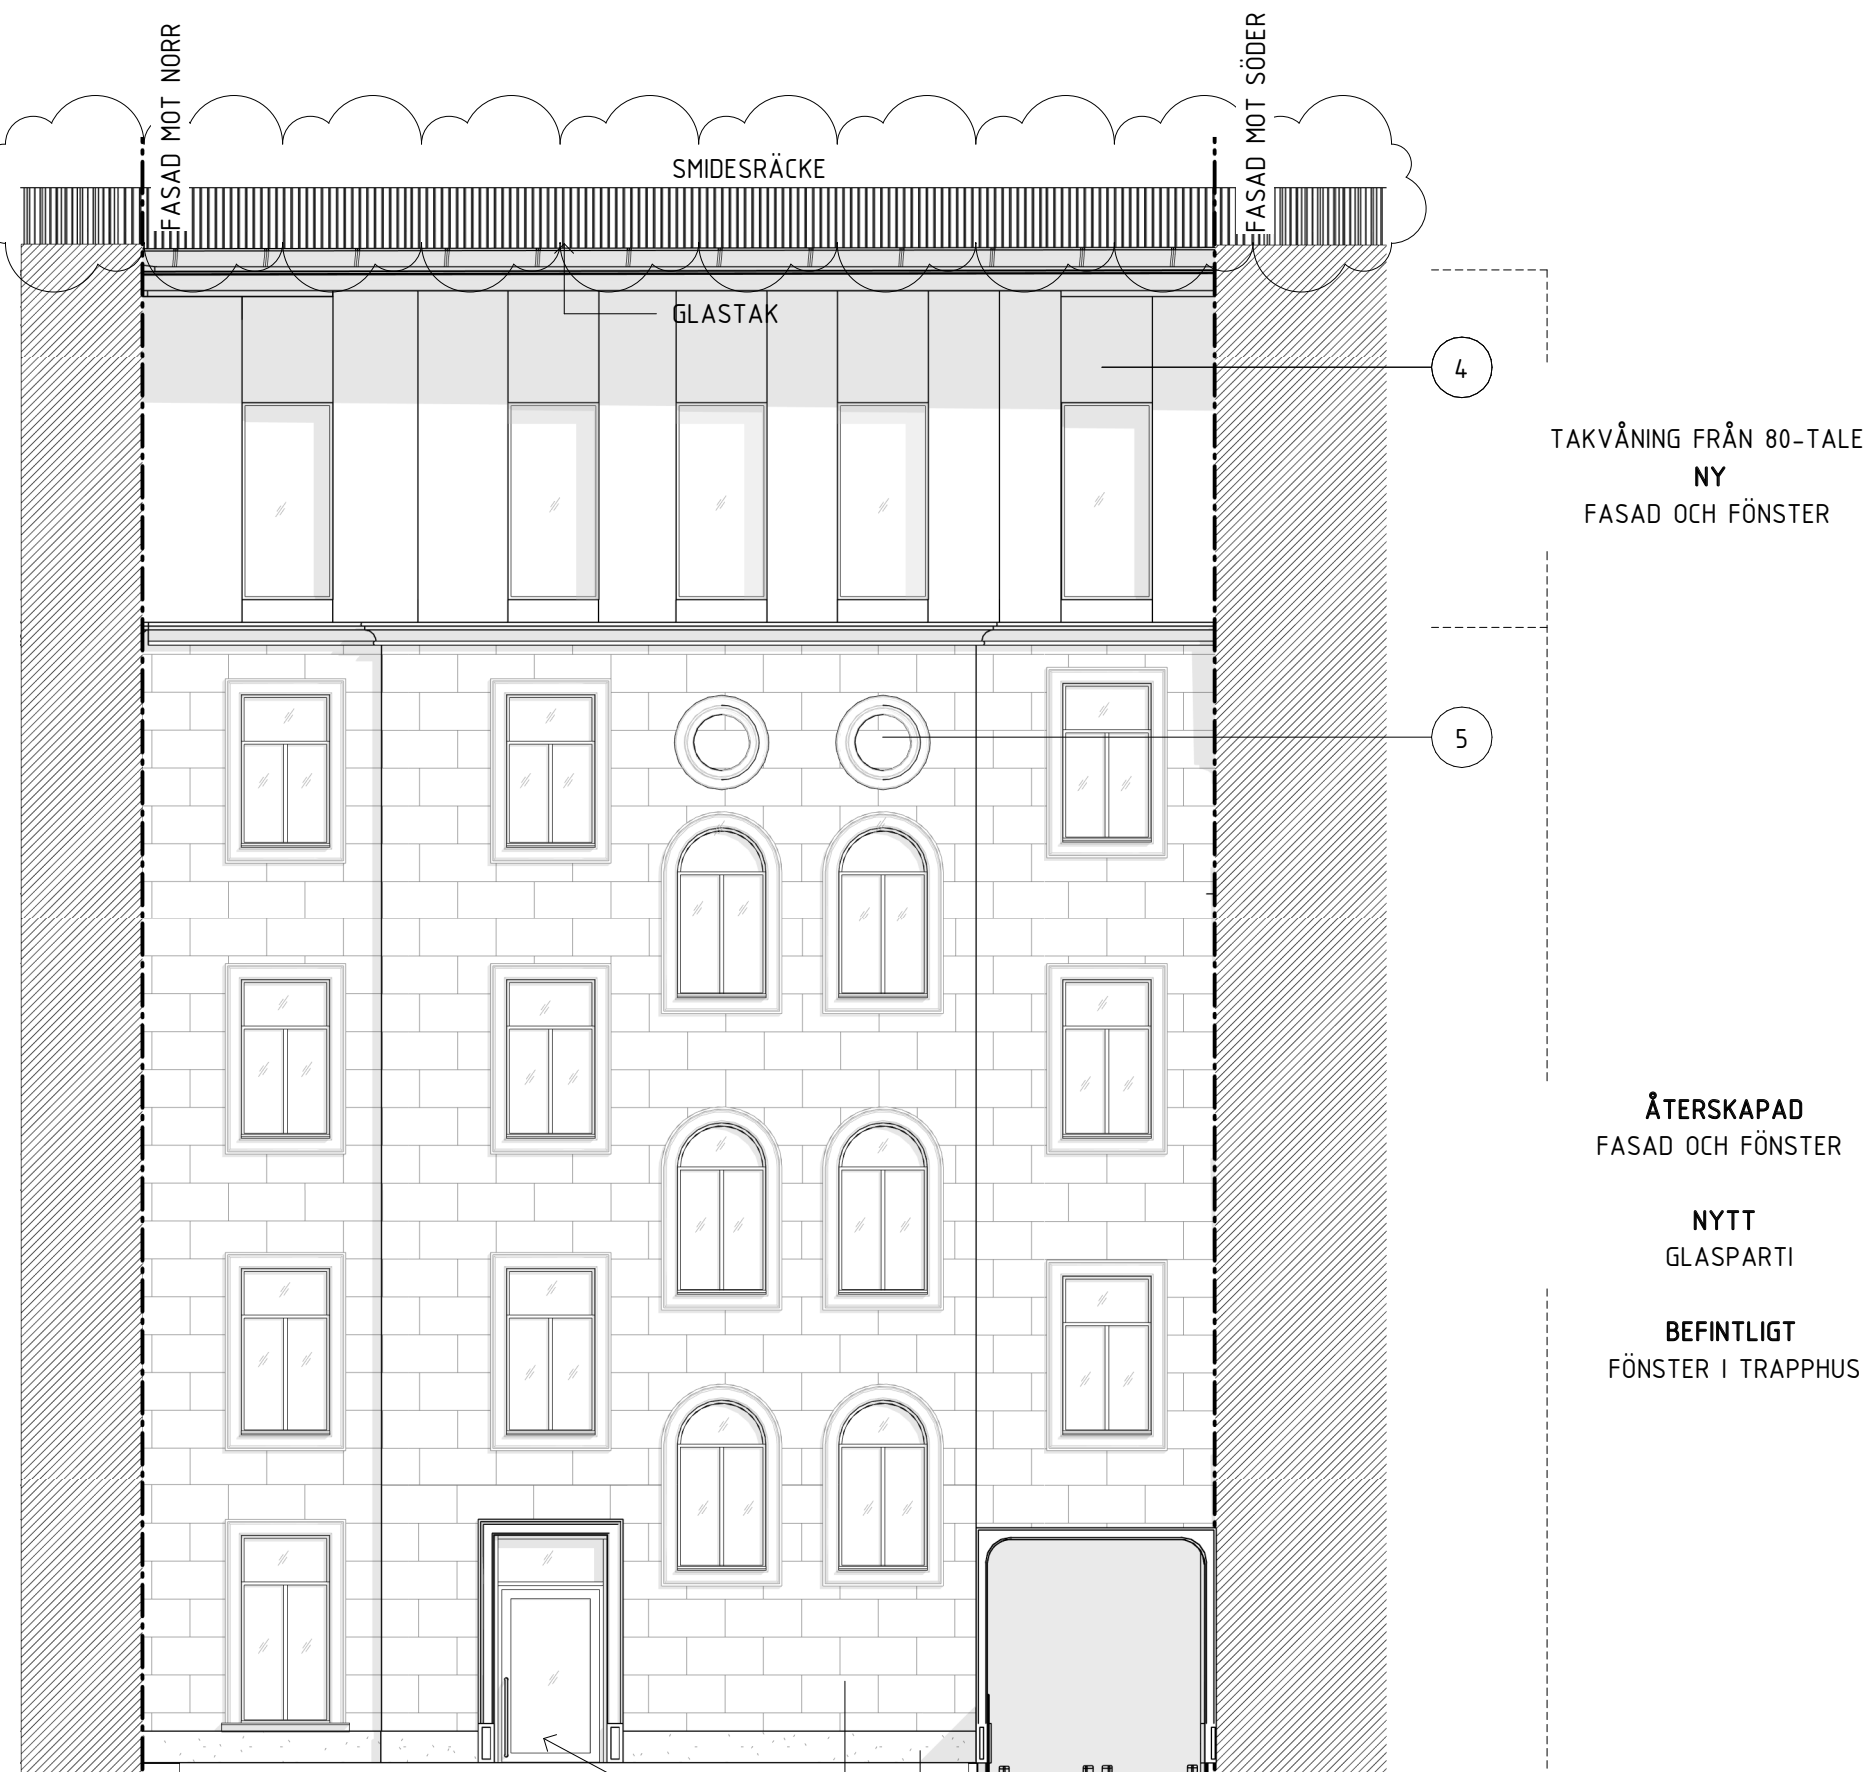 FASAD MOT NORR
FASAD MOT SÖDER
SMIDESRÄCKE
GLASTAK
4
TAKVÅNING FRÅN 80-TALE
NY
FASAD OCH FÖNSTER
5
ÅTERSKAPAD
FASAD OCH FÖNSTER
NYTT
GLASPARTI
BEFINTLIGT
FÖNSTER I TRAPPHUS